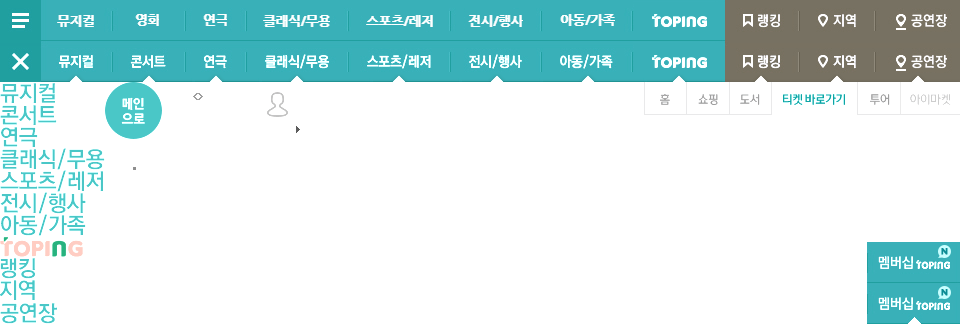 뮤지컬 영화 연극 클래식/무용 스포츠/레저 전시/행사 아동/가족 TOPING 랭킹 지역 공연장
뮤지컬 콘서트 연극 클래식/무용 스포츠/레저 전시/행사 아동/가족 TOPING 랭킹 지역 공연장
홈 쇼핑 도서 티켓 바로가기 투어 아이마켓
메인
으로
뮤지컬
콘서트
연극
클래식/무용
스포츠/레저
전시/행사
아동/가족
TOPING
랭킹
지역
공연장
N
멤버십 TOPING
N
멤버십 TOPING